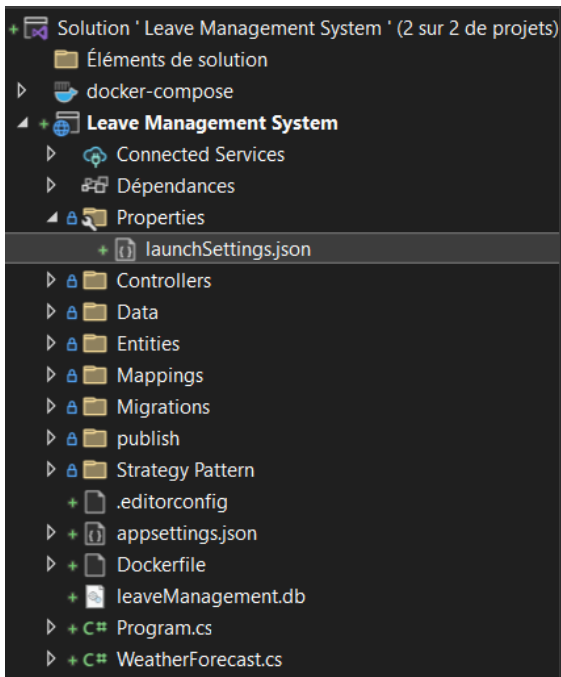 Solution ' Leave Management System ' (2 sur 2 de projets)
Éléments de solution
docker-compose
Leave Management System
Connected Services
Dépendances
Properties
launchSettings.json
Controllers
Data
Entities
Mappings
Migrations
publish
Strategy Pattern
.editorconfig
appsettings.json
Dockerfile
leaveManagement.db
C# Program.cs
C# WeatherForecast.cs